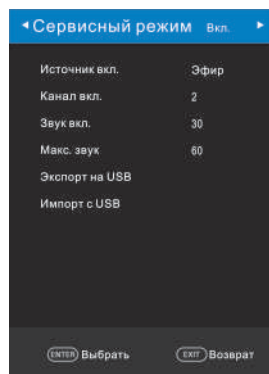 Сервисный режим Вкл.
Источник вкл. Эфир
Канал вкл. 2
Звук вкл. 30
Макс. звук 60
Экспорт на USB
Импорт с USB
ENTER Выбрать EXIT Возврат